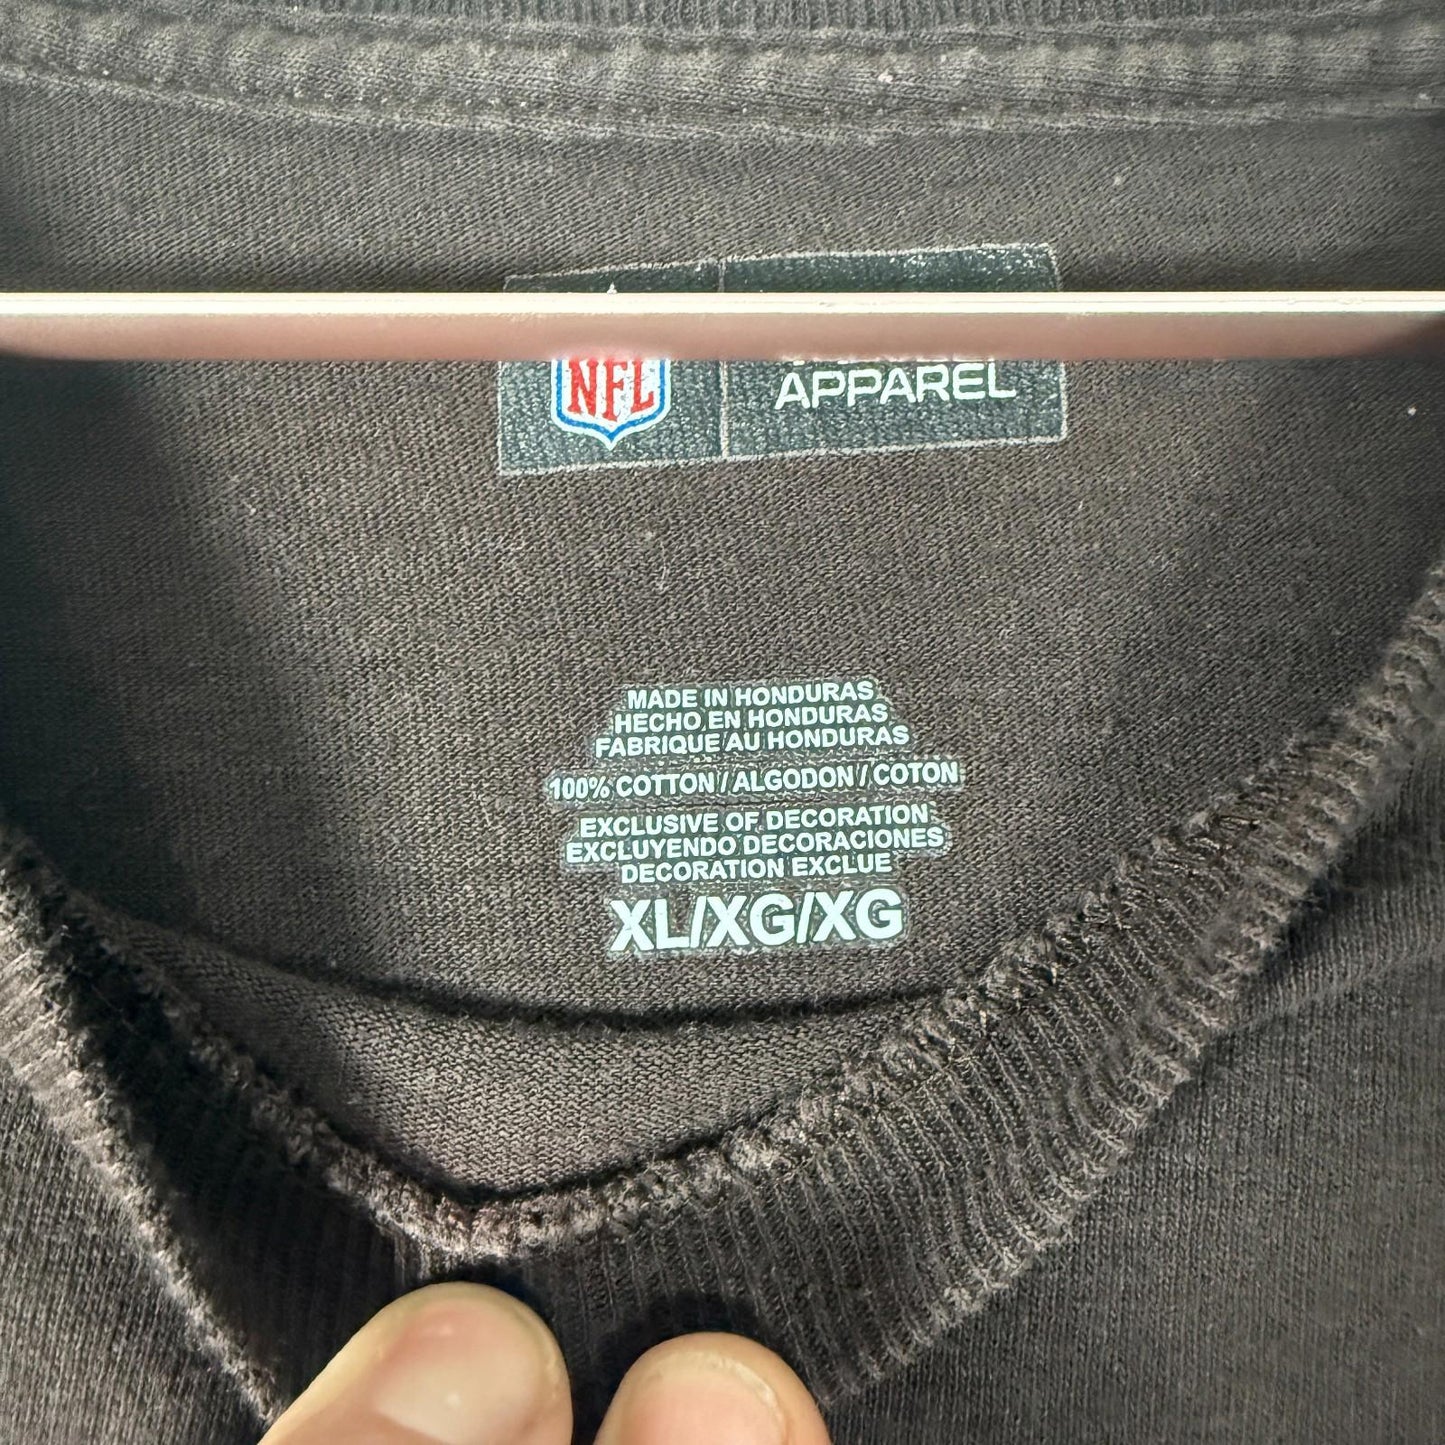 NFL
APPAREL
MADE IN HONDURAS
HECHO EN HONDURAS
FABRIQUE AU HONDURAS
100% COTTON / ALGODON / COTON
EXCLUSIVE OF DECORATION
EXCLUYENDO DECORACIONES
DECORATION EXCLUE
XL/XG/XG